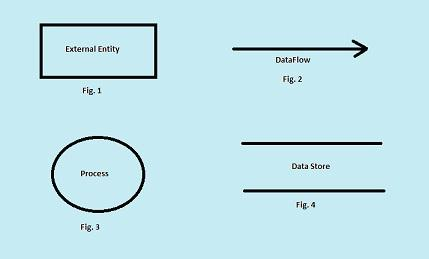 External Entity
Fig. 1
DataFlow
Fig. 2
Process
Fig. 3
Data Store
Fig. 4